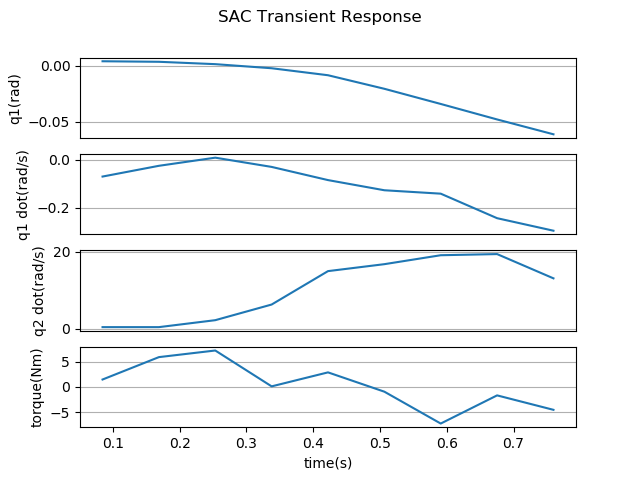 SAC Transient Response
q1(rad)
0.00
−0.05
q1 dot(rad/s)
0.0
−0.2
q2 dot(rad/s)
20
0
torque(Nm)
5
0
−5
0.1 0.2 0.3 0.4 0.5 0.6 0.7
time(s)